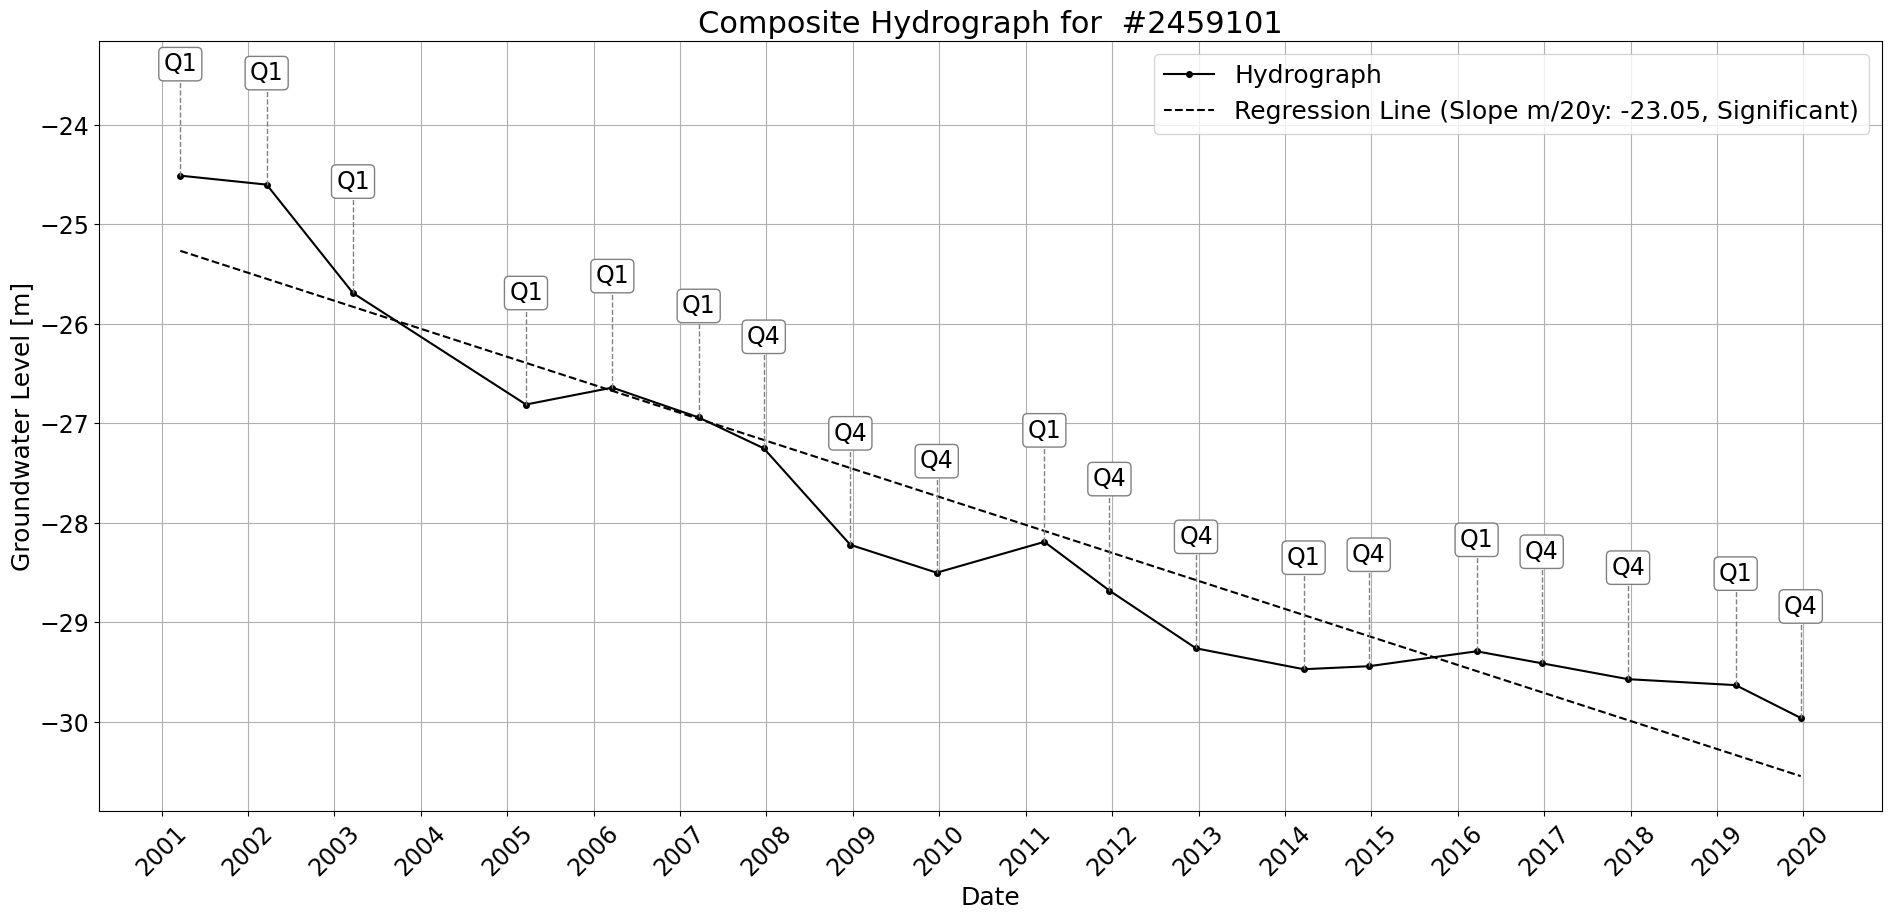 Composite Hydrograph for  #2459101
Hydrograph
Regression Line (Slope m/20y: -23.05, Significant)
Q1
Q1
Q1
Q1
Q1
Q1
Q4
Q4
Q4
Q1
Q4
Q4
Q1
Q4
Q1
Q4
Q4
Q1
Q4
Groundwater Level [m]
−24
−25
−26
−27
−28
−29
−30
2001
2002
2003
2004
2005
2006
2007
2008
2009
2010
2011
2012
2013
2014
2015
2016
2017
2018
2019
2020
Date